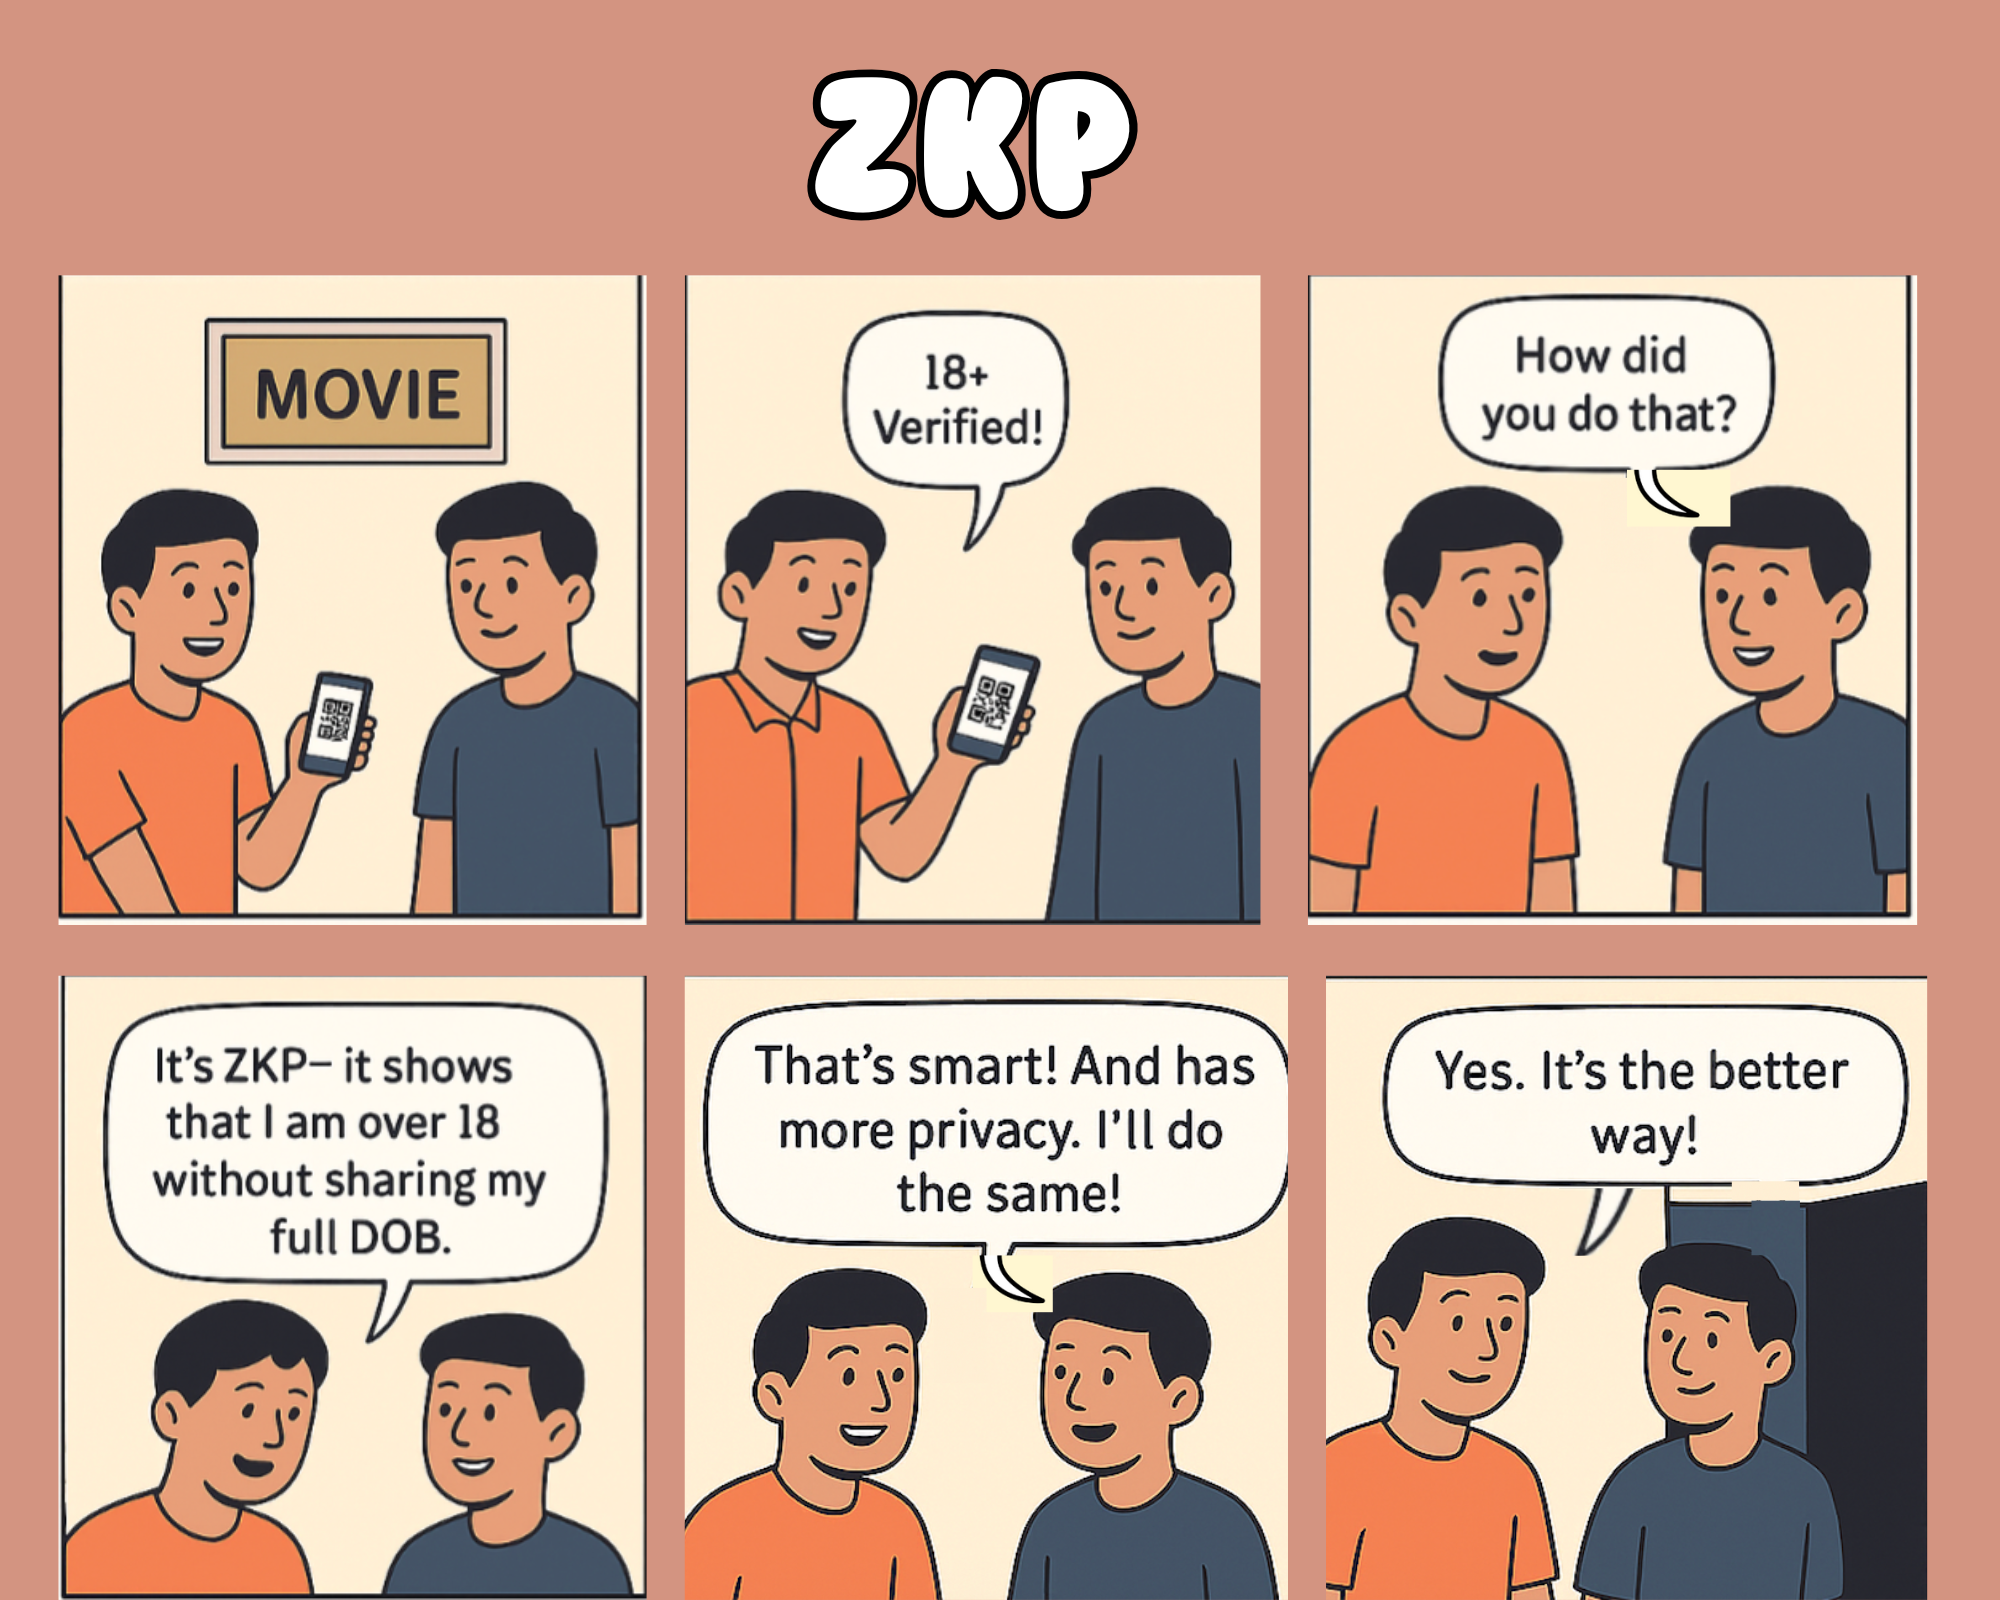 ZKP
MOVIE
18+
Verified!
How did
you do that?
It's ZKP– it shows
that I am over 18
without sharing my
full DOB.
That's smart! And has
more privacy. I'll do
the same!
Yes. It's the better
way!